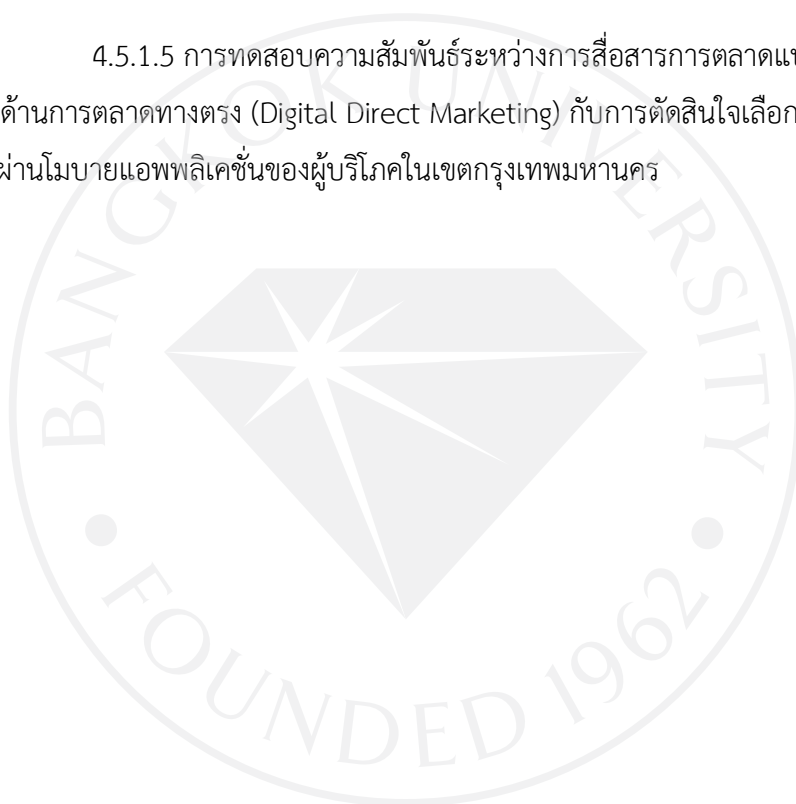 4.5.1.5 การทดสอบความสัมพันธ์ระหว่างการสื่อสารการตลาด
ด้านการตลาดทางตรง (Digital Direct Marketing) กับการตัดสินใจเลือก
ผ่านโมบายแอพพลิเคชั่นของผู้บริโภคในเขตกรุงเทพมหานคร
BANGKOK UNIVERSITY
FOUNDED 1962